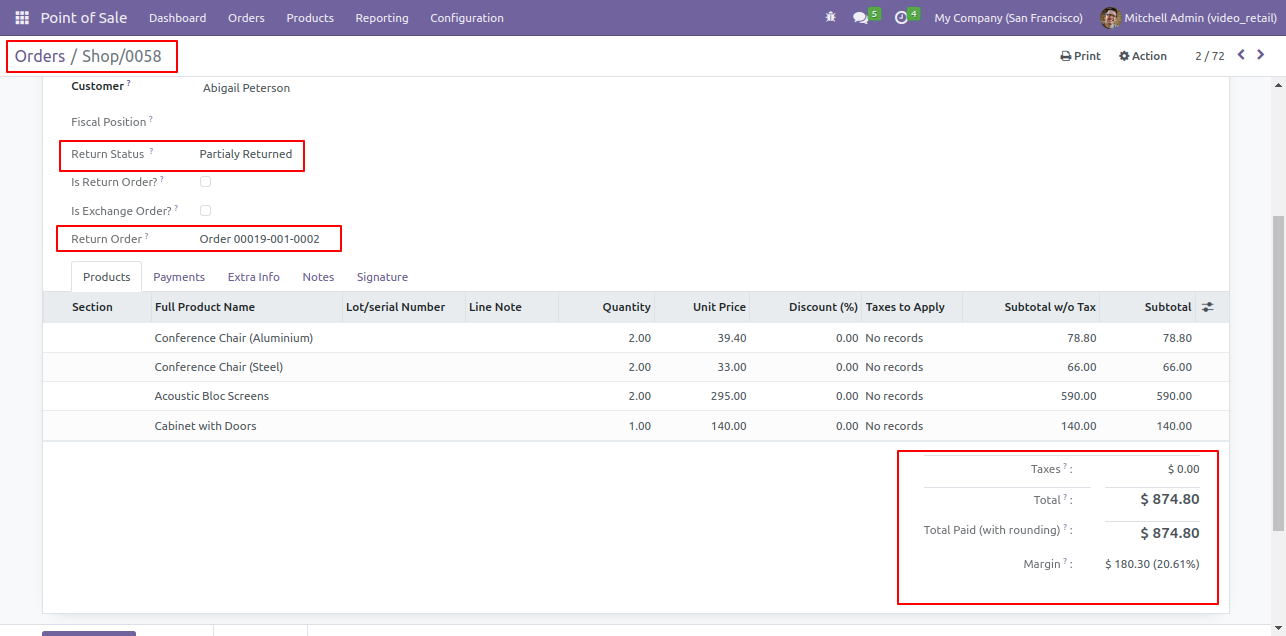 Point of Sale Dashboard Orders Products Reporting Configuration 5 4 My Company (San Francisco) Mitchell Admin (video_retail)
Orders / Shop/0058 Print Action 2 / 72
Customer ? Abigail Peterson
Fiscal Position ?
Return Status ? Partialy Returned
Is Return Order? ?
Is Exchange Order? ?
Return Order ? Order 00019-001-0002
Products Payments Extra Info Notes Signature
Section Full Product Name Lot/serial Number Line Note Quantity Unit Price Discount (%) Taxes to Apply Subtotal w/o Tax Subtotal
Conference Chair (Aluminium) 2.00 39.40 0.00 No records 78.80 78.80
Conference Chair (Steel) 2.00 33.00 0.00 No records 66.00 66.00
Acoustic Bloc Screens 2.00 295.00 0.00 No records 590.00 590.00
Cabinet with Doors 1.00 140.00 0.00 No records 140.00 140.00
Taxes ? : $ 0.00
Total ? : $ 874.80
Total Paid (with rounding) ? : $ 874.80
Margin ? : $ 180.30 (20.61%)